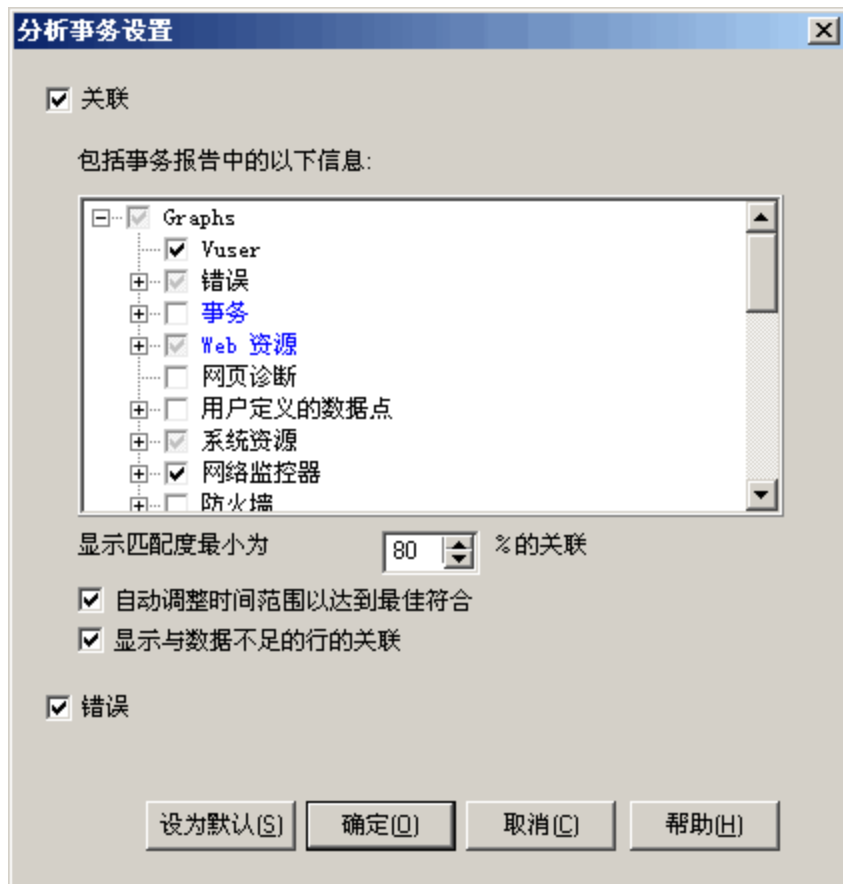 分析事务设置
关联
包括事务报告中的以下信息:
Graphs
Vuser
错误
事务
Web 资源
网页诊断
用户定义的数据点
系统资源
网络监控器
防火墙
显示匹配度最小为 80 %的关联
自动调整时间范围以达到最佳符合
显示与数据不足的行的关联
错误
设为默认(S) 确定(O) 取消(C) 帮助(H)